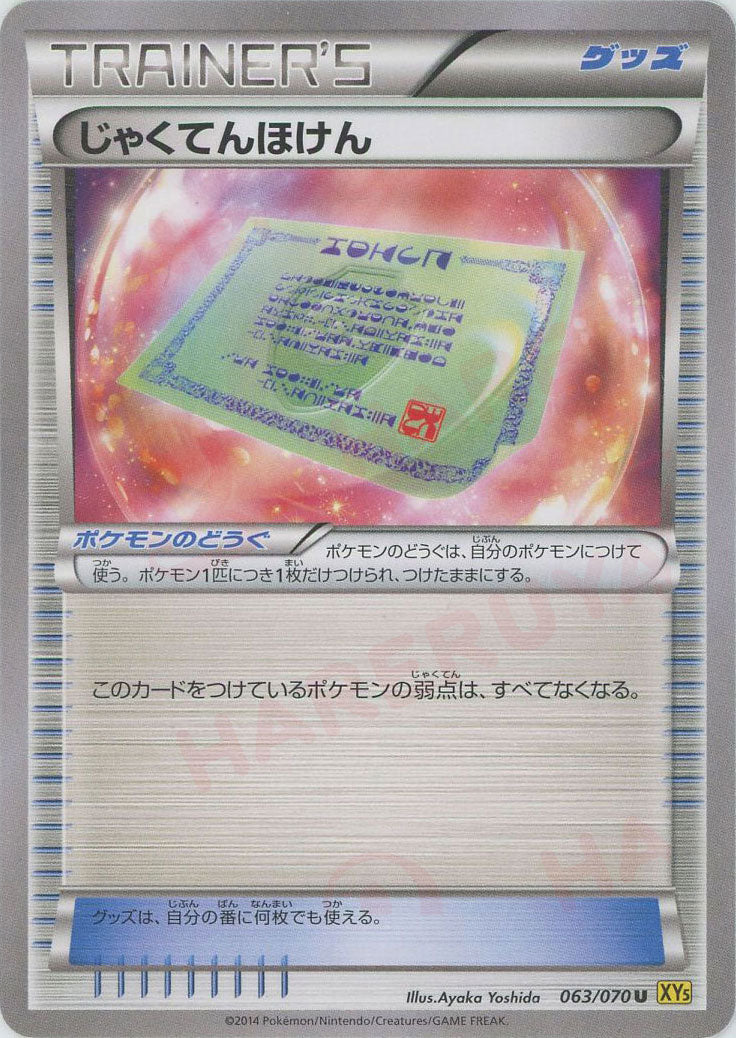 TRAINER'S
グッズ
じゃくてんほけん
ポケモンのどうぐ
ポケモンのどうぐは、自分のポケモンにつけて
使う。ポケモン1匹につき1枚だけつけられ、つけたままにする。
このカードをつけているポケモンの弱点は、すべてなくなる。
グッズは、自分の番に何枚でも使える。
Illus.Ayaka Yoshida 063/070 U XY5
©2014 Pokémon/Nintendo/Creatures/GAME FREAK.